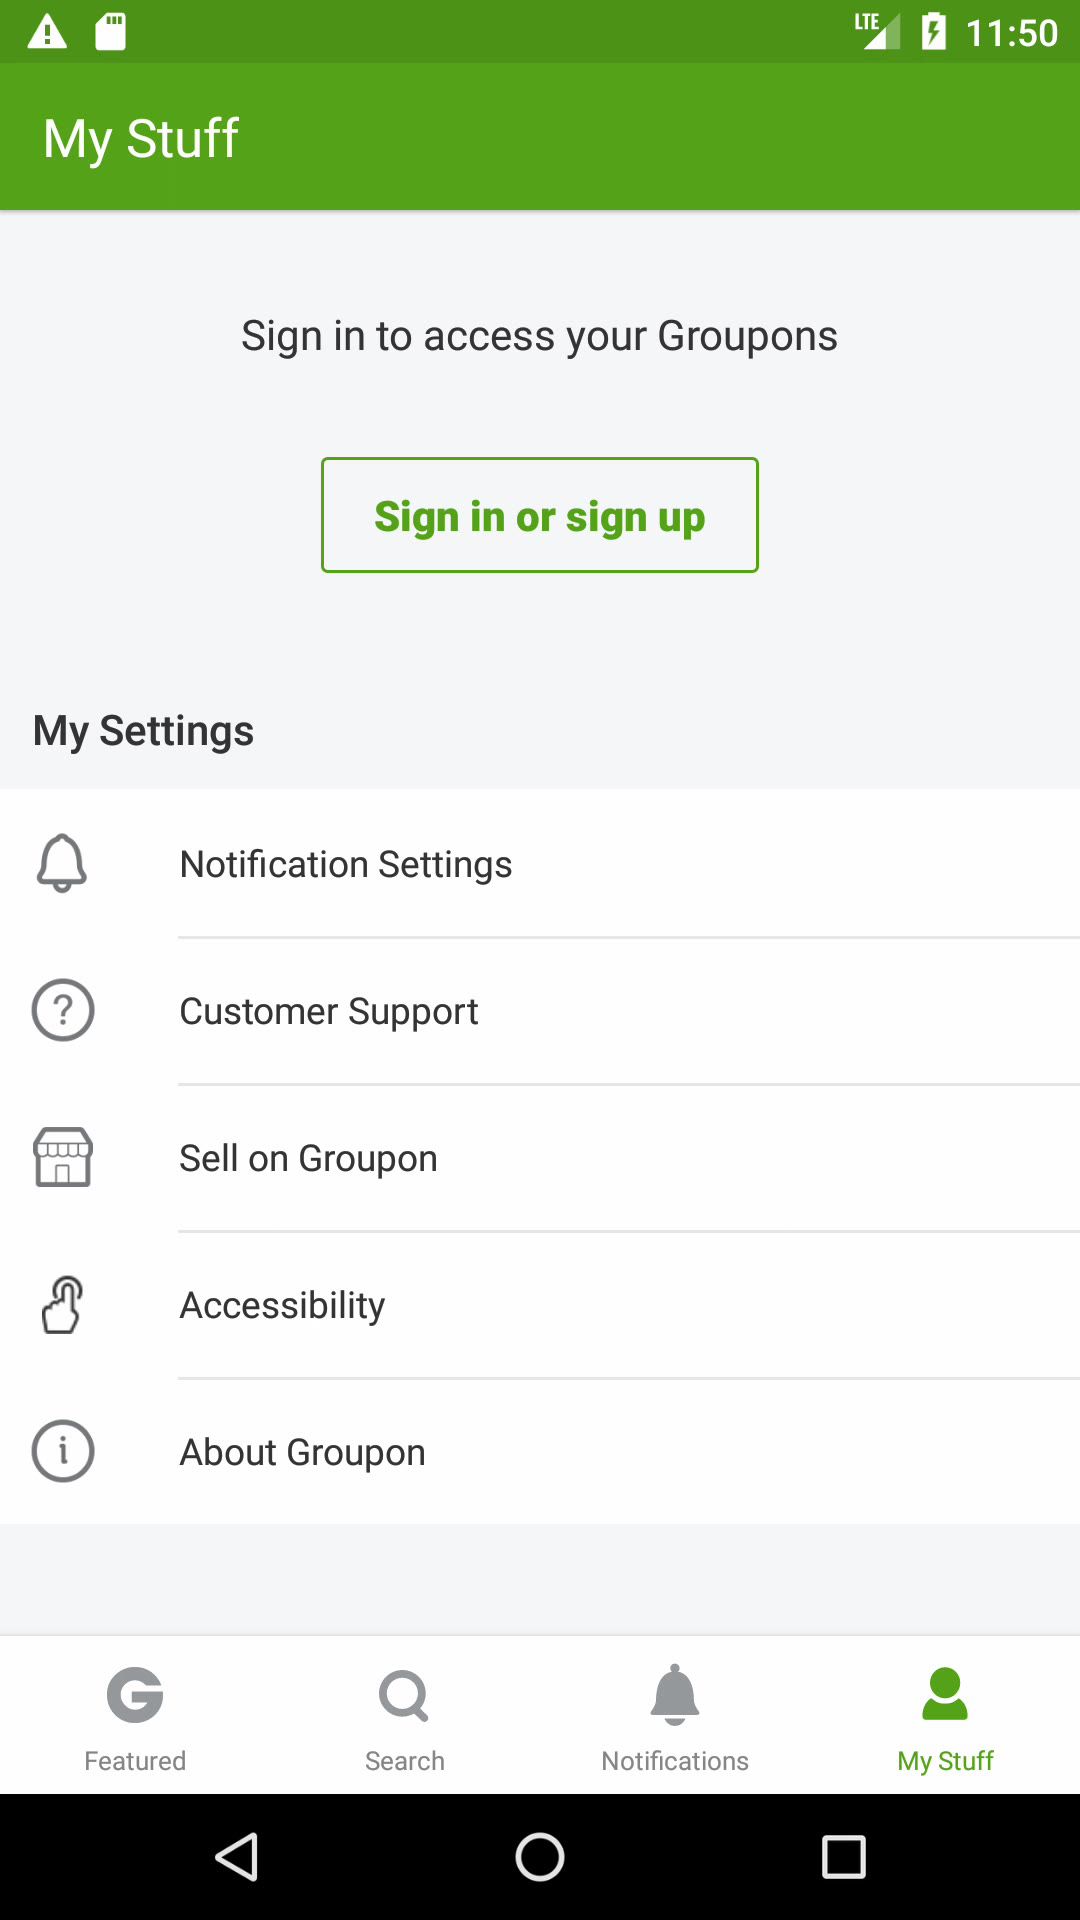 LTE 11:50
My Stuff
Sign in to access your Groupons
Sign in or sign up
My Settings
Notification Settings
? Customer Support
Sell on Groupon
Accessibility
i About Groupon
G
Featured Search Notifications My Stuff